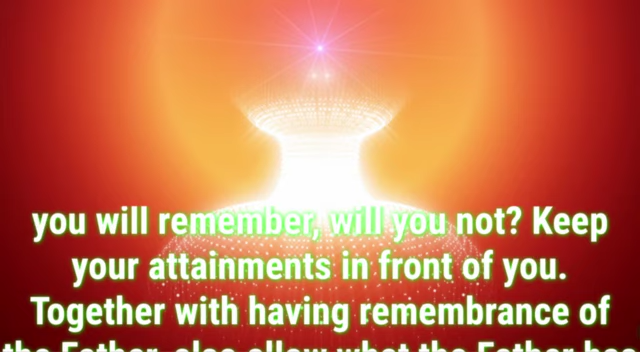 you will remember, will you not? Keep
your attainments in front of you.
Together with having remembrance of
the Father, also allow what the Father has